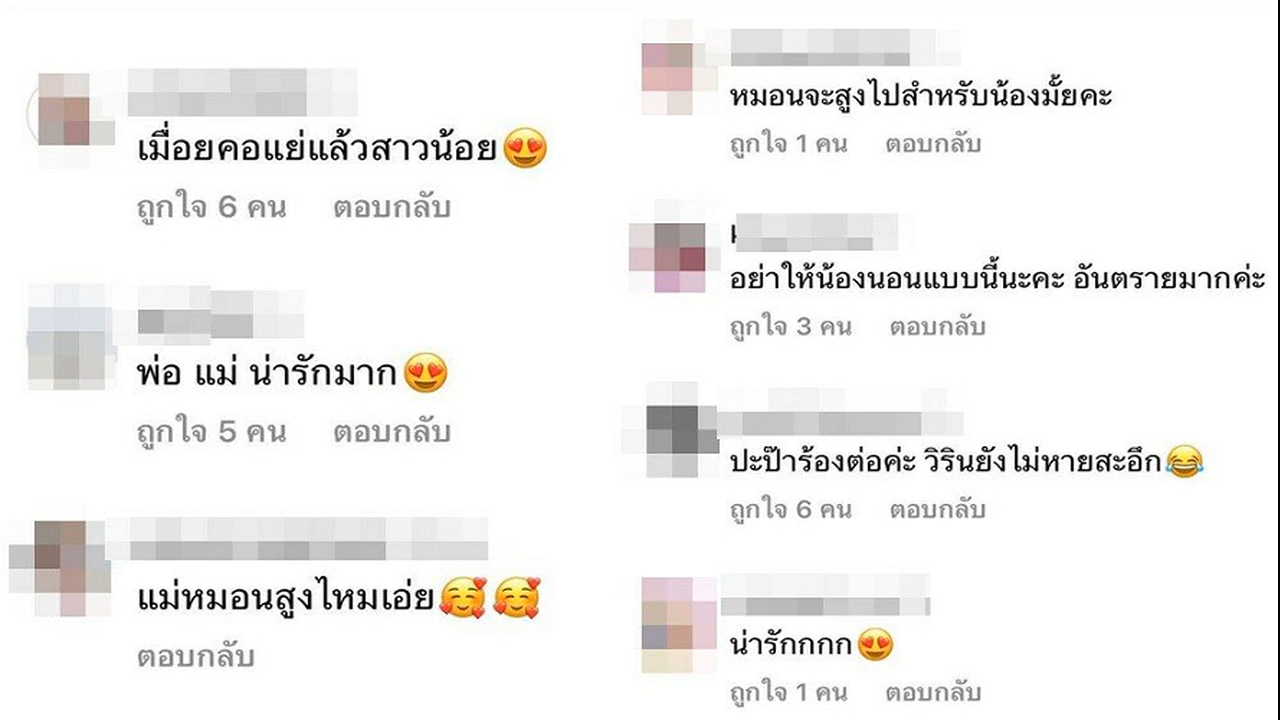 เมื่อยคอแย่แล้วสาวน้อย😍
ถูกใจ 6 คน ตอบกลับ
พ่อ แม่ น่ารักมาก😍
ถูกใจ 5 คน ตอบกลับ
แม่หมอนสูงไหมเอ่ย🥰🥰
ตอบกลับ
หมอนจะสูงไปสำหรับน้องมั้ยคะ
ถูกใจ 1 คน ตอบกลับ
อย่าให้น้องนอนแบบนี้นะคะ อันตรายมากค่ะ
ถูกใจ 3 คน ตอบกลับ
ปะป๊าร้องต่อค่ะ วิรินยังไม่หายสะอึก😂
ถูกใจ 6 คน ตอบกลับ
น่ารักกกก😍
ถูกใจ 1 คน ตอบกลับ